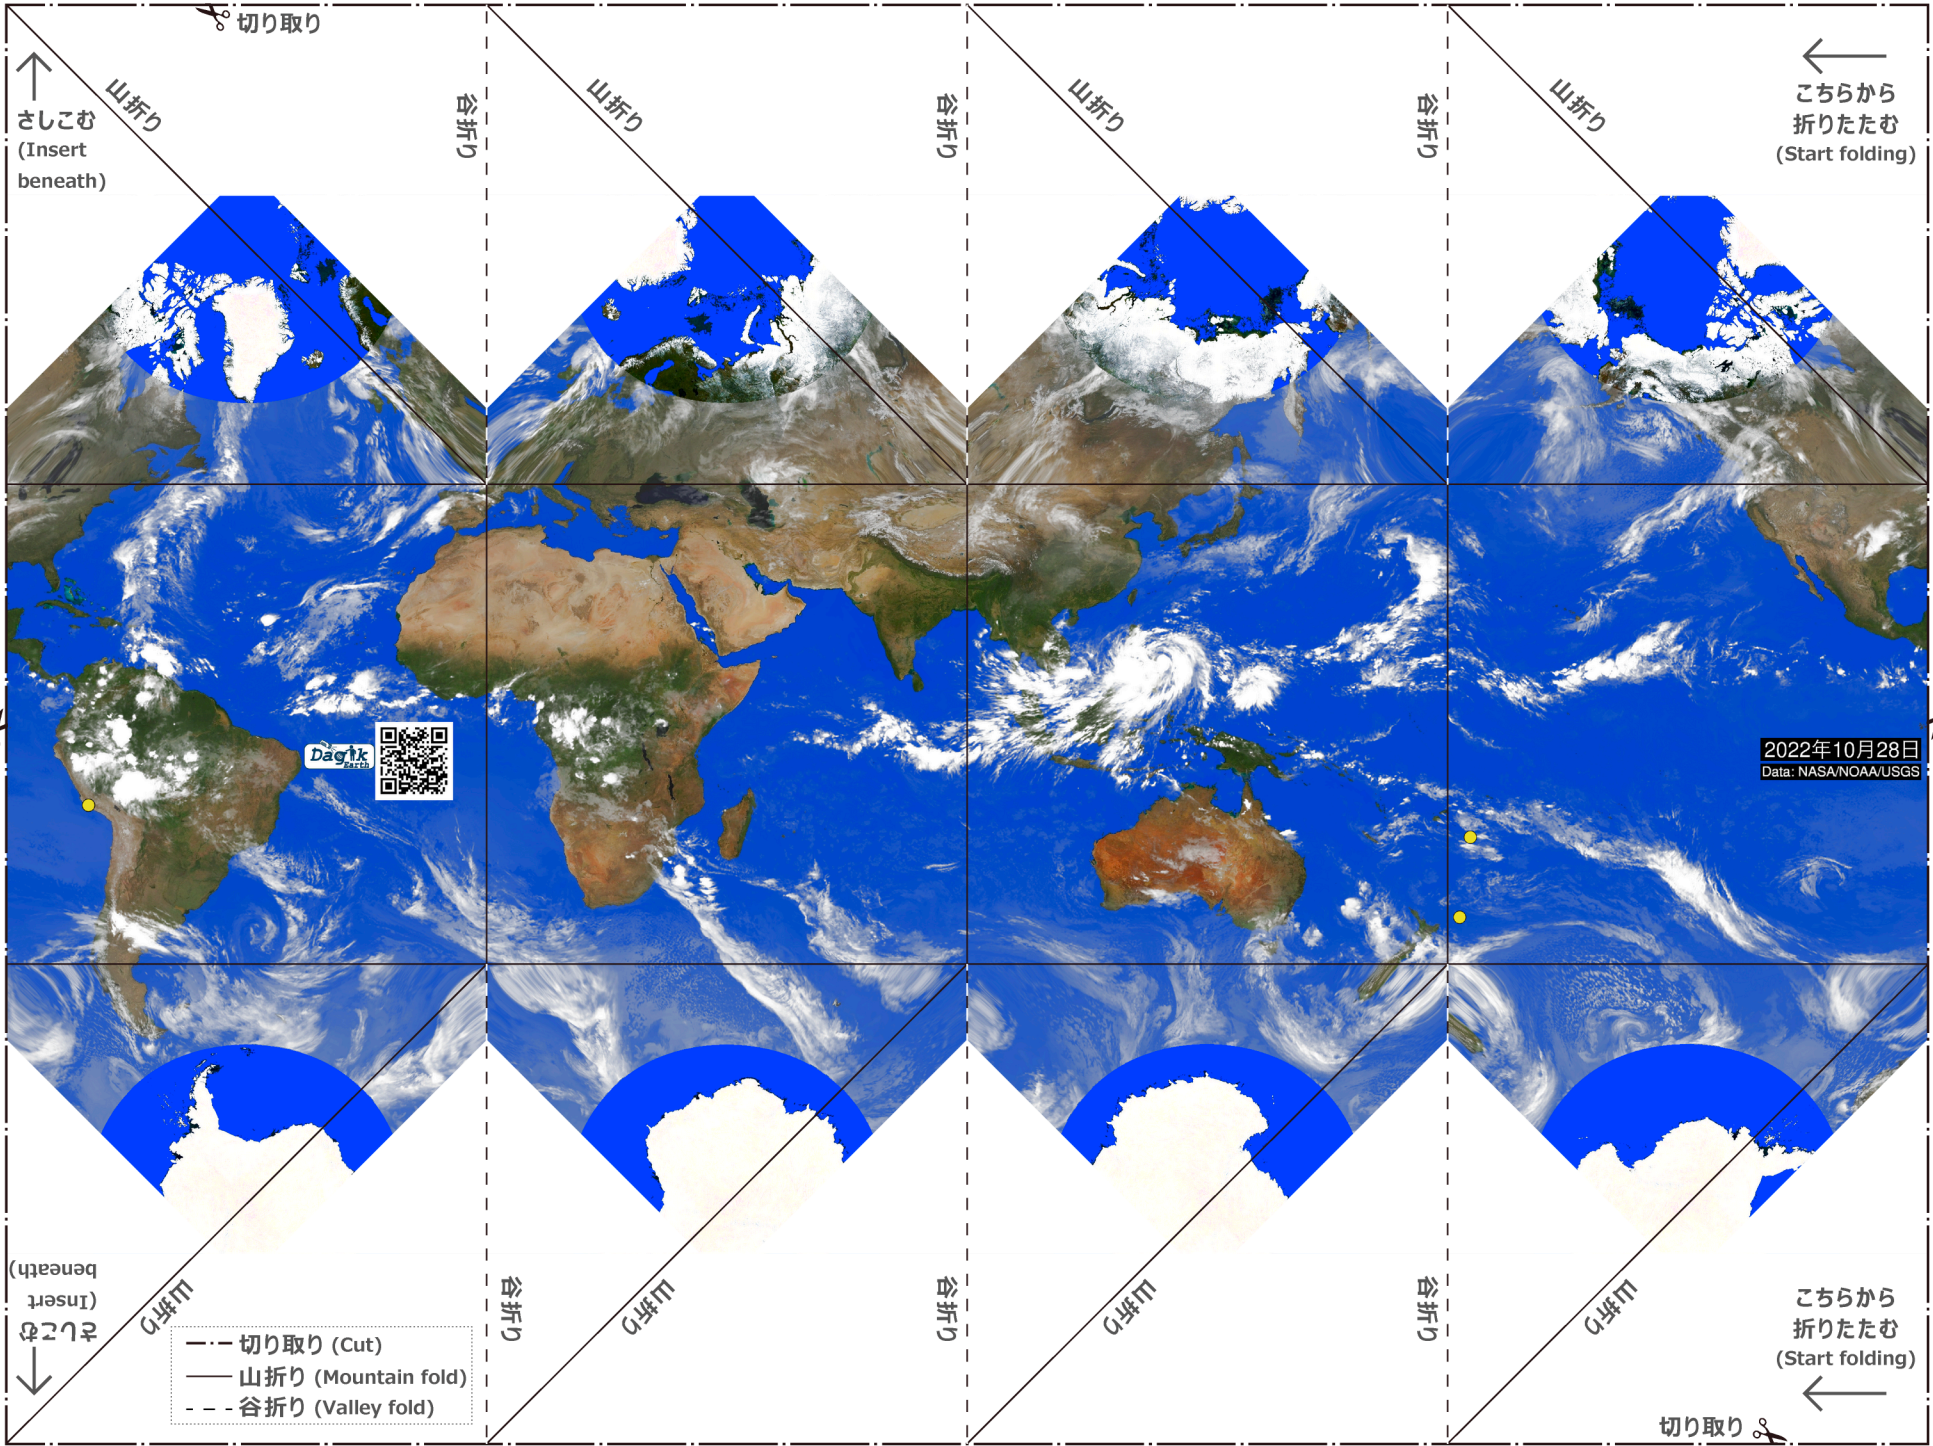 切り取り
山折り
谷折り
山折り
谷折り
山折り
谷折り
山折り
さしこむ
(Insert
beneath)
こちらから
折りたたむ
(Start folding)
Dagik
Earth
2022年10月28日
Data: NASA/NOAA/USGS
さしこむ
(Insert
beneath)
山折り
谷折り
山折り
谷折り
山折り
谷折り
山折り
切り取り (Cut)
山折り (Mountain fold)
谷折り (Valley fold)
こちらから
折りたたむ
(Start folding)
切り取り